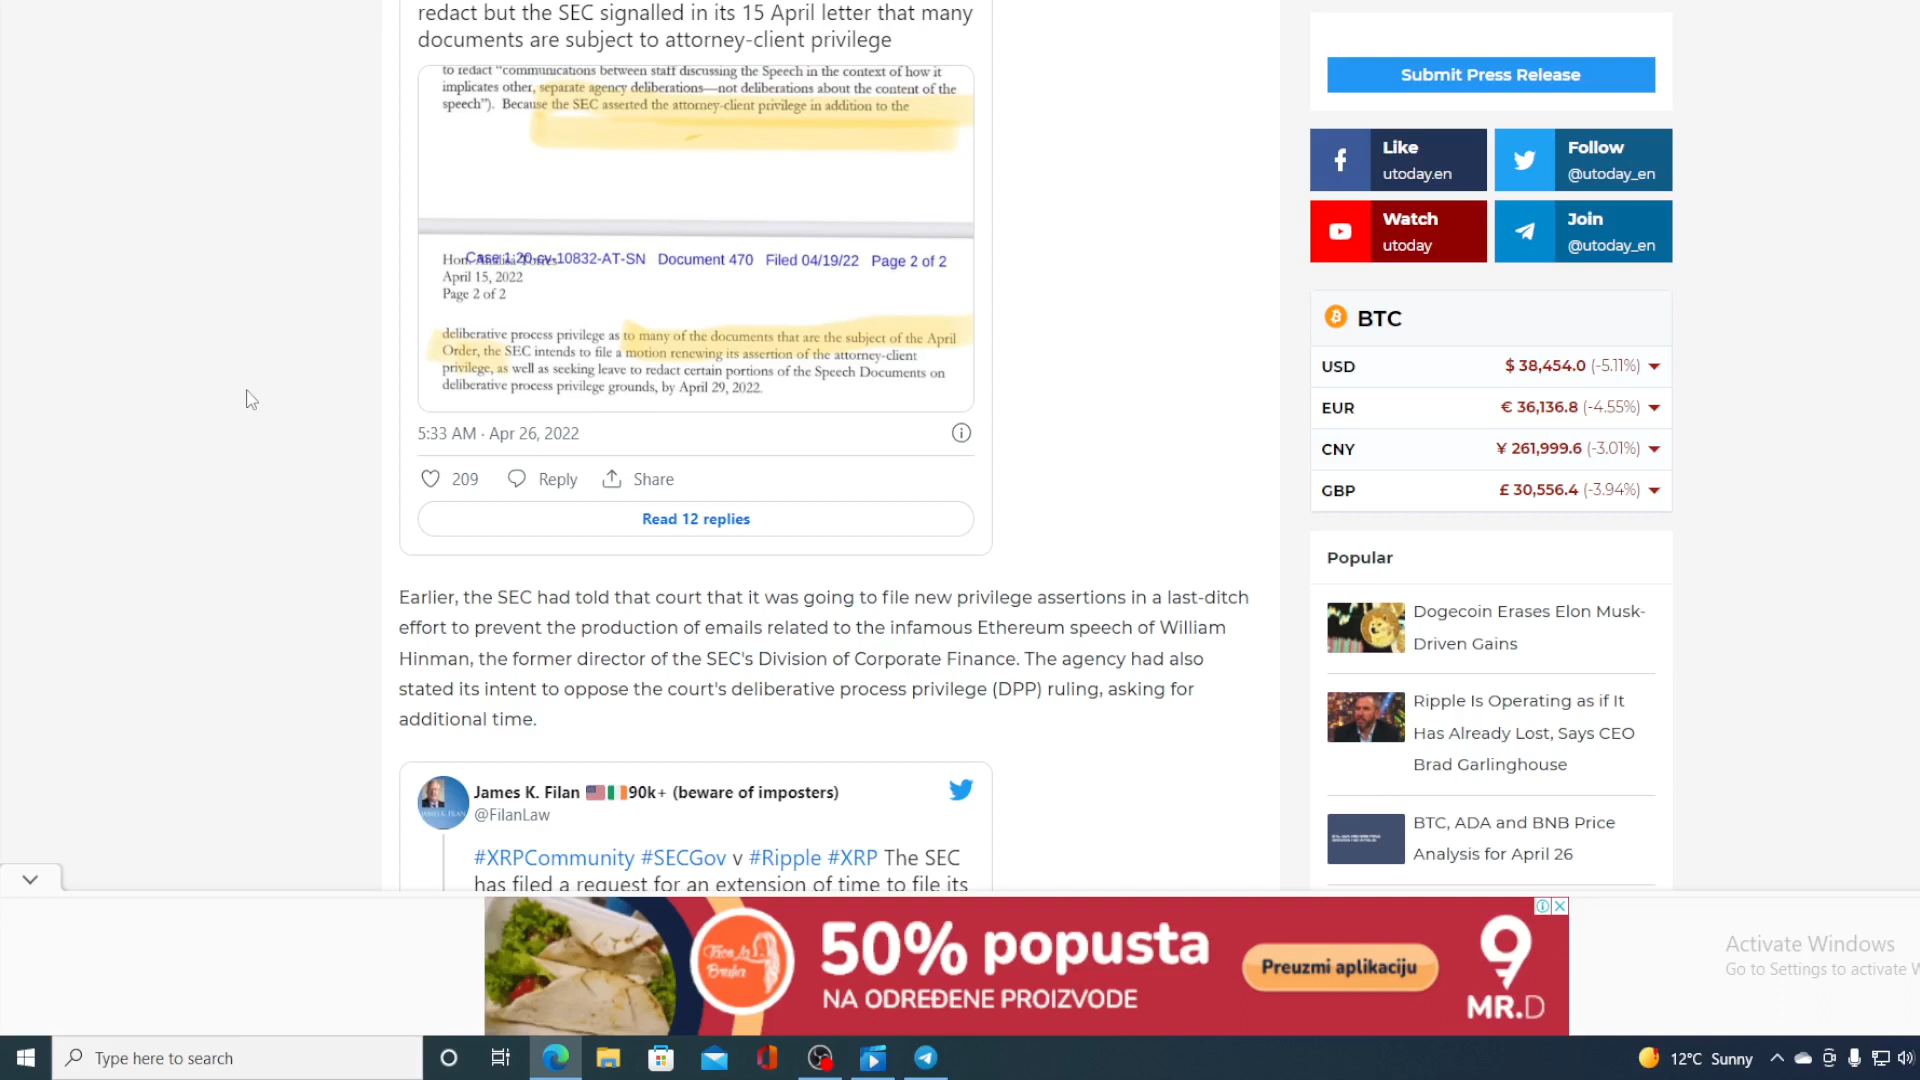 redact but the SEC signalled in its 15 April letter that many
documents are subject to attorney-client privilege
to redact “communications between staff discussing the Speech in the context of how it
implicates other, separate agency deliberations—not deliberations about the content of the
speech”). Because the SEC asserted the attorney-client privilege in addition to the
Case 1:20-cv-10832-AT-SN Document 470 Filed 04/19/22 Page 2 of 2
Hon. Analisa Torres
April 15, 2022
Page 2 of 2
deliberative process privilege as to many of the documents that are the subject of the April
Order, the SEC intends to file a motion renewing its assertion of the attorney-client
privilege, as well as seeking leave to redact certain portions of the Speech Documents on
deliberative process privilege grounds, by April 29, 2022.
5:33 AM · Apr 26, 2022
209 Reply Share
Read 12 replies
Earlier, the SEC had told that court that it was going to file new privilege assertions in a last-ditch
effort to prevent the production of emails related to the infamous Ethereum speech of William
Hinman, the former director of the SEC's Division of Corporate Finance. The agency had also
stated its intent to oppose the court's deliberative process privilege (DPP) ruling, asking for
additional time.
James K. Filan 🇺🇸🇮🇪90k+ (beware of imposters)
@FilanLaw
#XRPCommunity #SECGov v #Ripple #XRP The SEC
has filed a request for an extension of time to file its
Submit Press Release
Like
utoday.en
Follow
@utoday_en
Watch
utoday
Join
@utoday_en
BTC
USD $ 38,454.0 (-5.11%)
EUR € 36,136.8 (-4.55%)
CNY ¥ 261,999.6 (-3.01%)
GBP £ 30,556.4 (-3.94%)
Popular
Dogecoin Erases Elon Musk-
Driven Gains
Ripple Is Operating as if It
Has Already Lost, Says CEO
Brad Garlinghouse
BTC, ADA and BNB Price
Analysis for April 26
50% popusta
NA ODREĐENE PROIZVODE
Preuzmi aplikaciju
MR.D
Activate Windows
Go to Settings to activate W
Type here to search
12°C Sunny